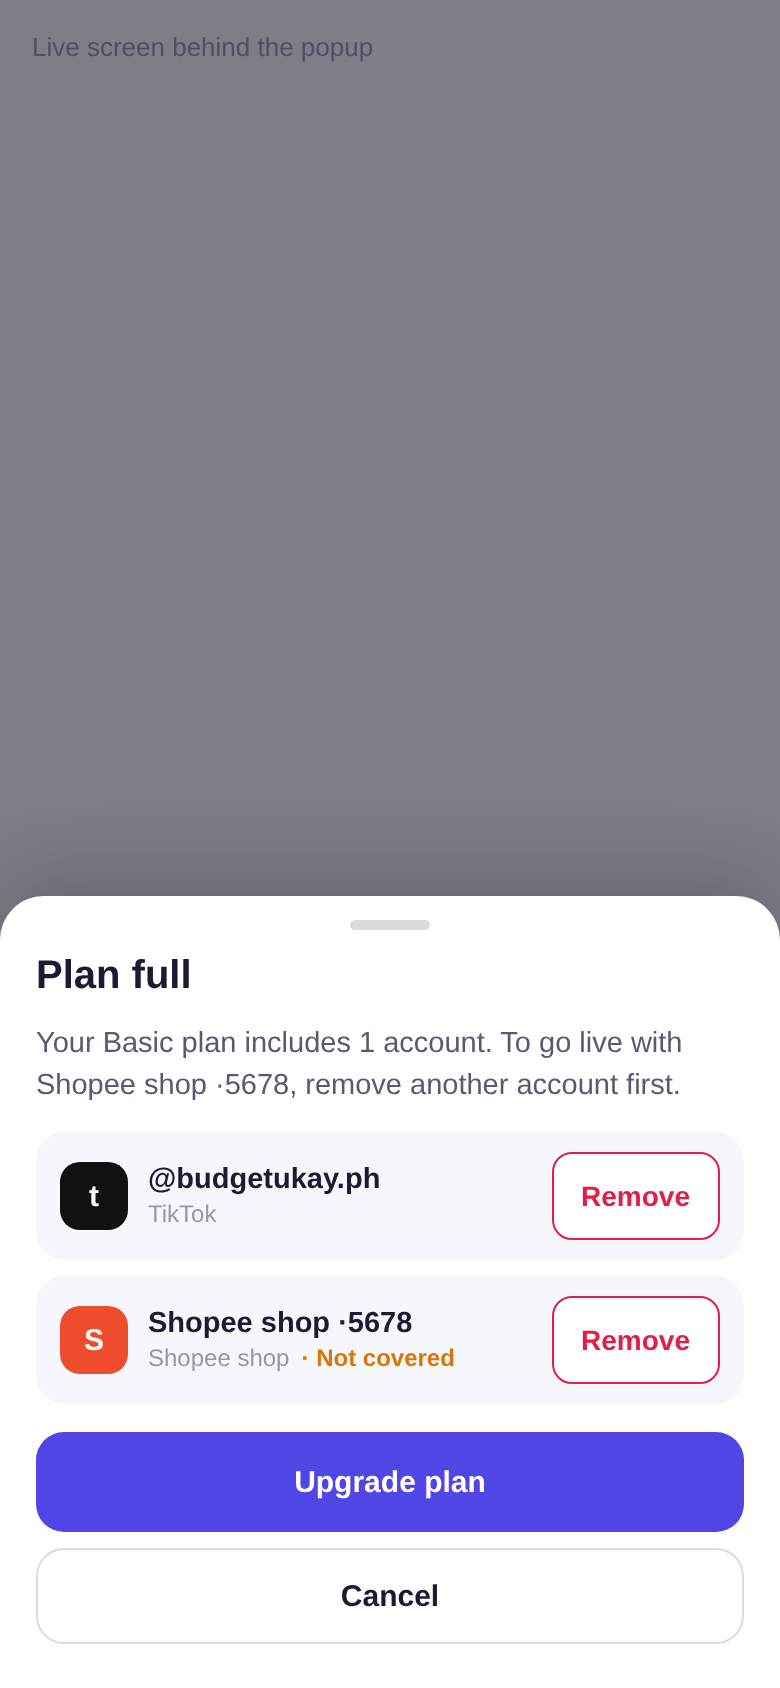 Live screen behind the popup
Plan full
Your Basic plan includes 1 account. To go live with
Shopee shop ·5678, remove another account first.
t
@budgetukay.ph
TikTok
Remove
S
Shopee shop ·5678
Shopee shop · Not covered
Remove
Upgrade plan
Cancel